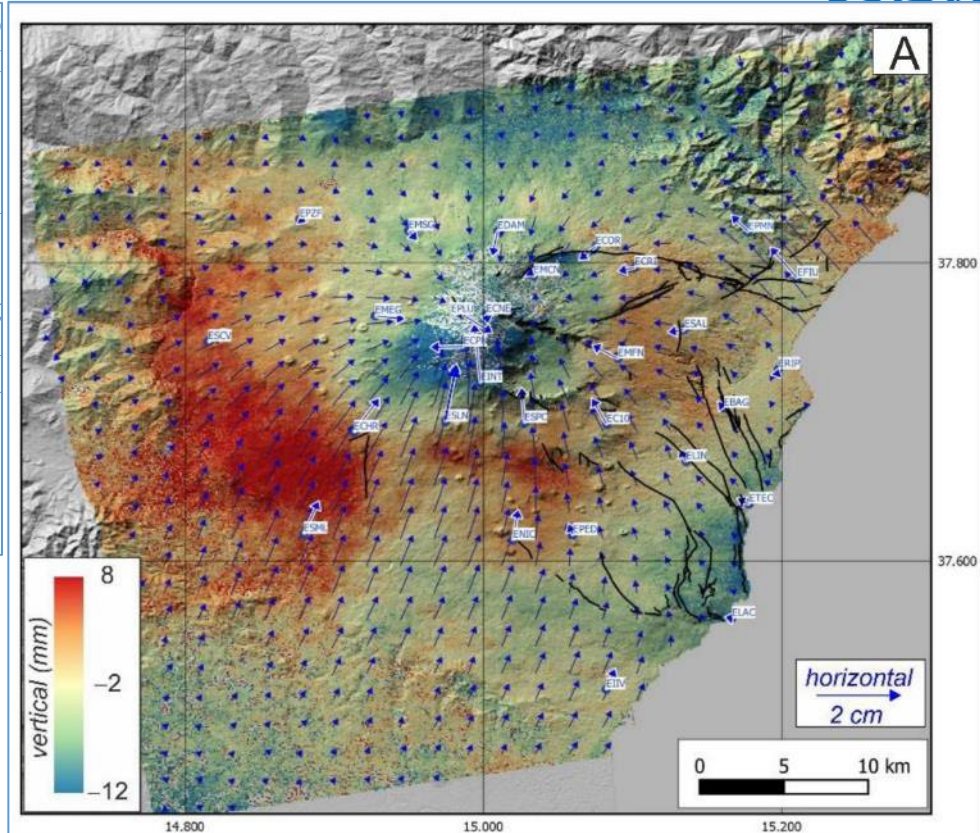 A
37.800
37.600
14.800
15.000
15.200
EPZF
EMSG
EDAM
EPMN
ECOR
ECRI
EMCN
EFIU
EMEG
EPLU
ECNE
ESCV
ESAL
ECPN
EMFN
EINT
ERIP
ESLN
ESPC
EC10
EBAG
ECHR
ELIN
ETEC
ESML
ENIC
EPED
ELAC
EIIV
8
−2
−12
vertical (mm)
horizontal
2 cm
0 5 10 km